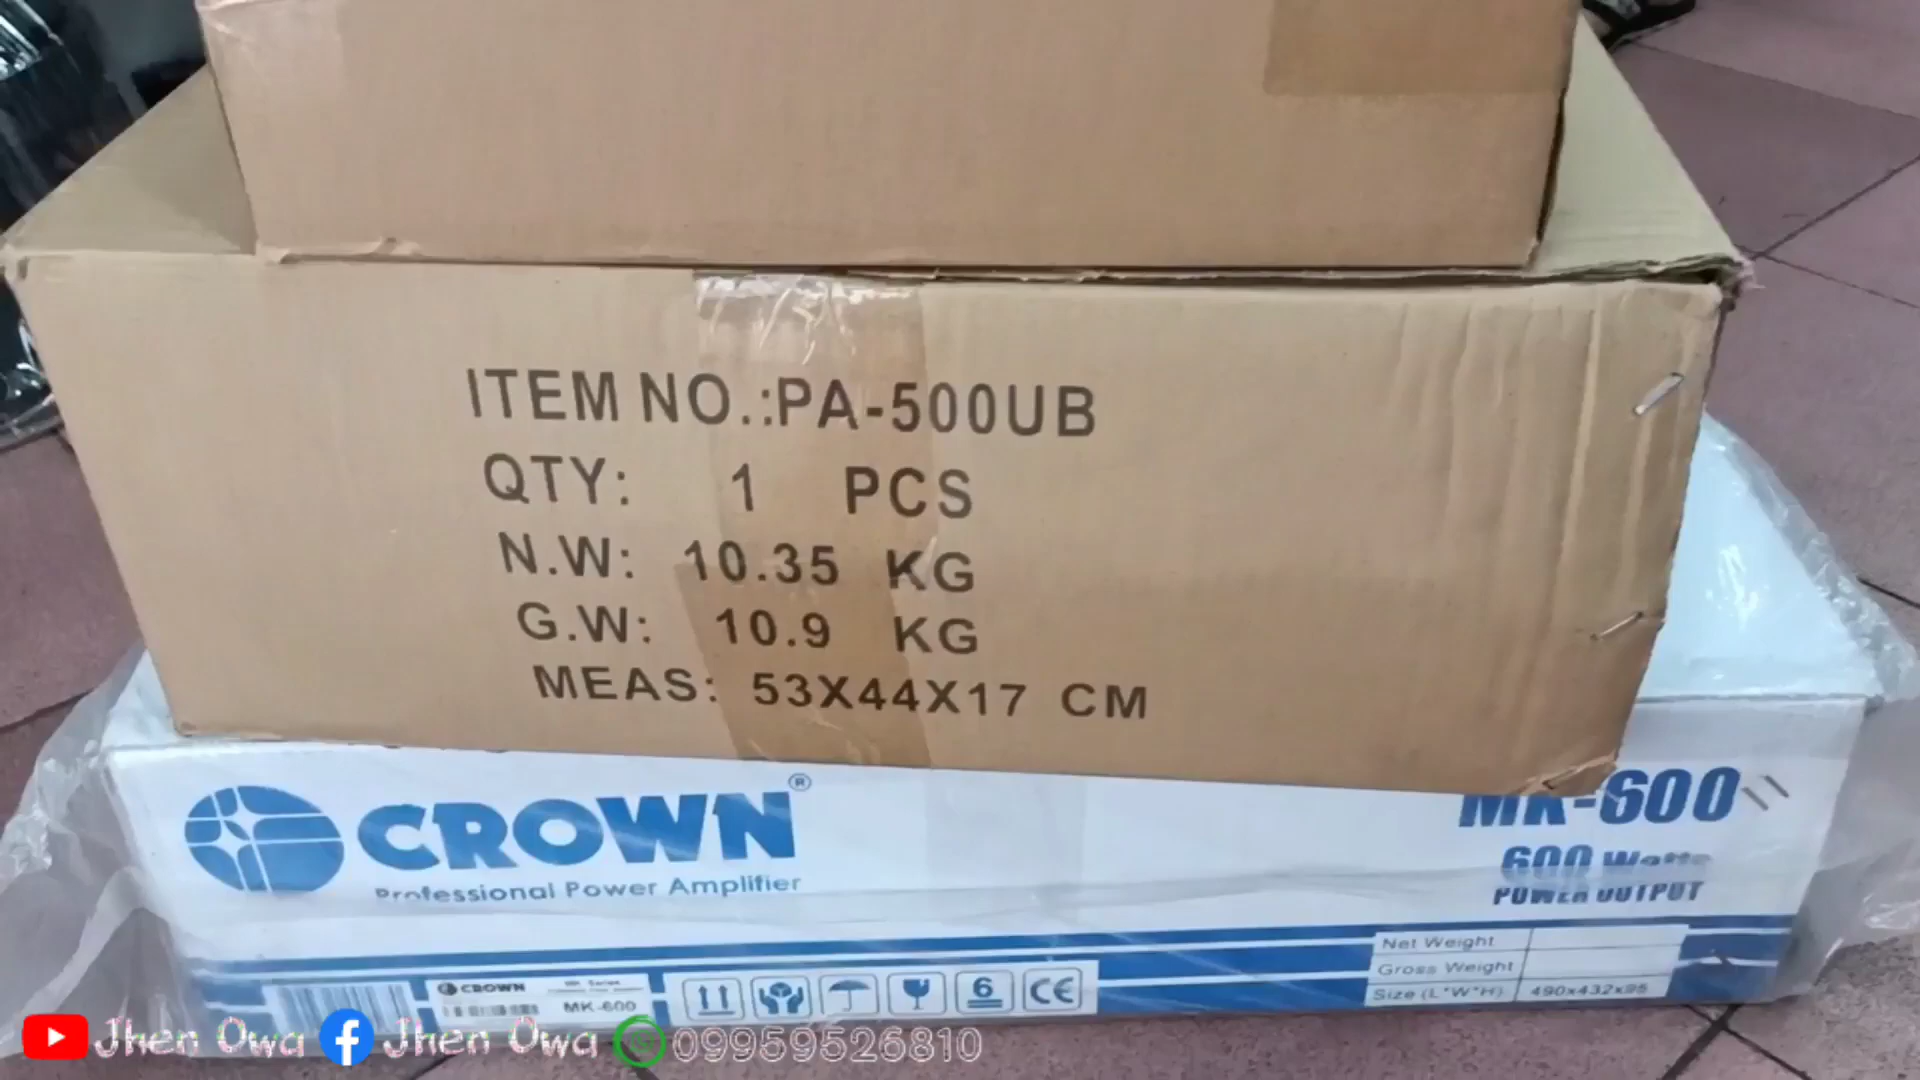 ITEM NO.:PA-500UB
QTY: 1 PCS
N.W: 10.35 KG
G.W: 10.9 KG
MEAS: 53X44X17 CM
CROWN®
Professional Power Amplifier
MK-600
600 Watts
POWER OUTPUT
Net Weight
Gross Weight
Size (L*W*H) 490x432x95
CROWN
MK-600
6
CE
Jhen Owa Jhen Owa 09959526810